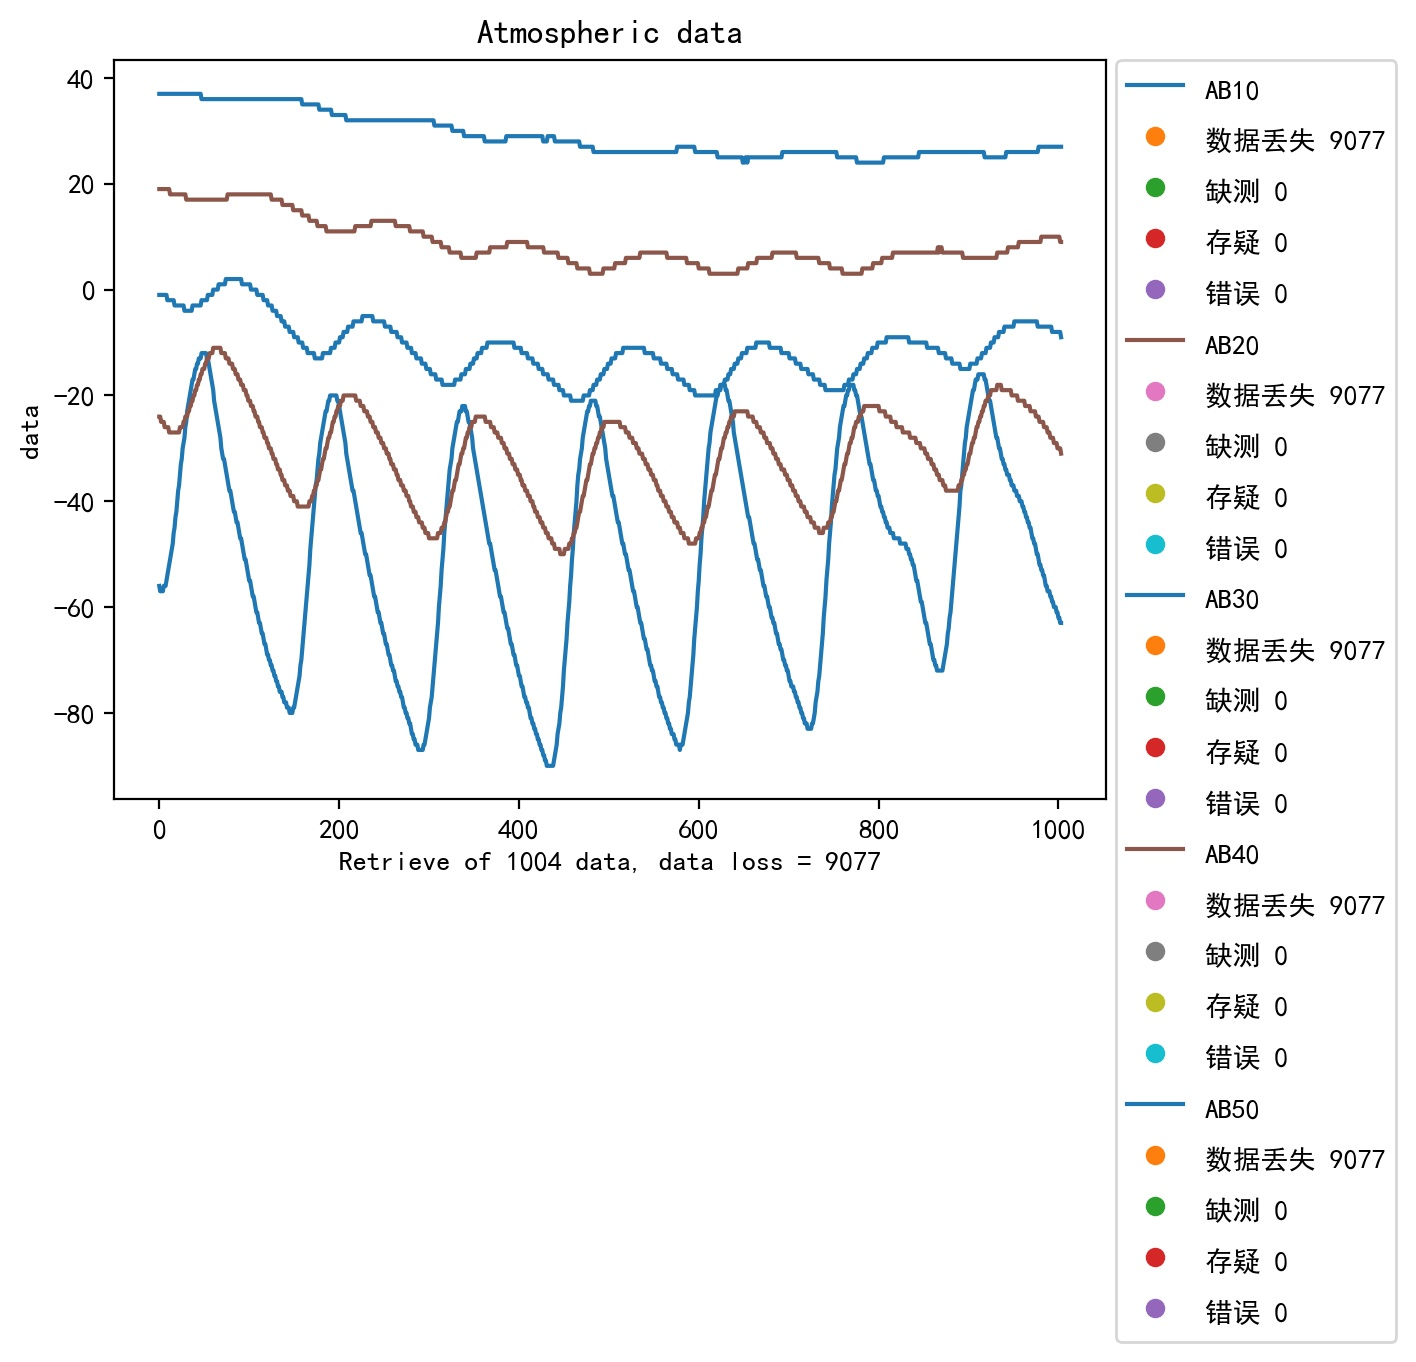 Atmospheric data
40
20
0
−20
−40
−60
−80
data
0 200 400 600 800 1000
Retrieve of 1004 data, data loss = 9077
AB10
数据丢失 9077
缺测 0
存疑 0
错误 0
AB20
数据丢失 9077
缺测 0
存疑 0
错误 0
AB30
数据丢失 9077
缺测 0
存疑 0
错误 0
AB40
数据丢失 9077
缺测 0
存疑 0
错误 0
AB50
数据丢失 9077
缺测 0
存疑 0
错误 0